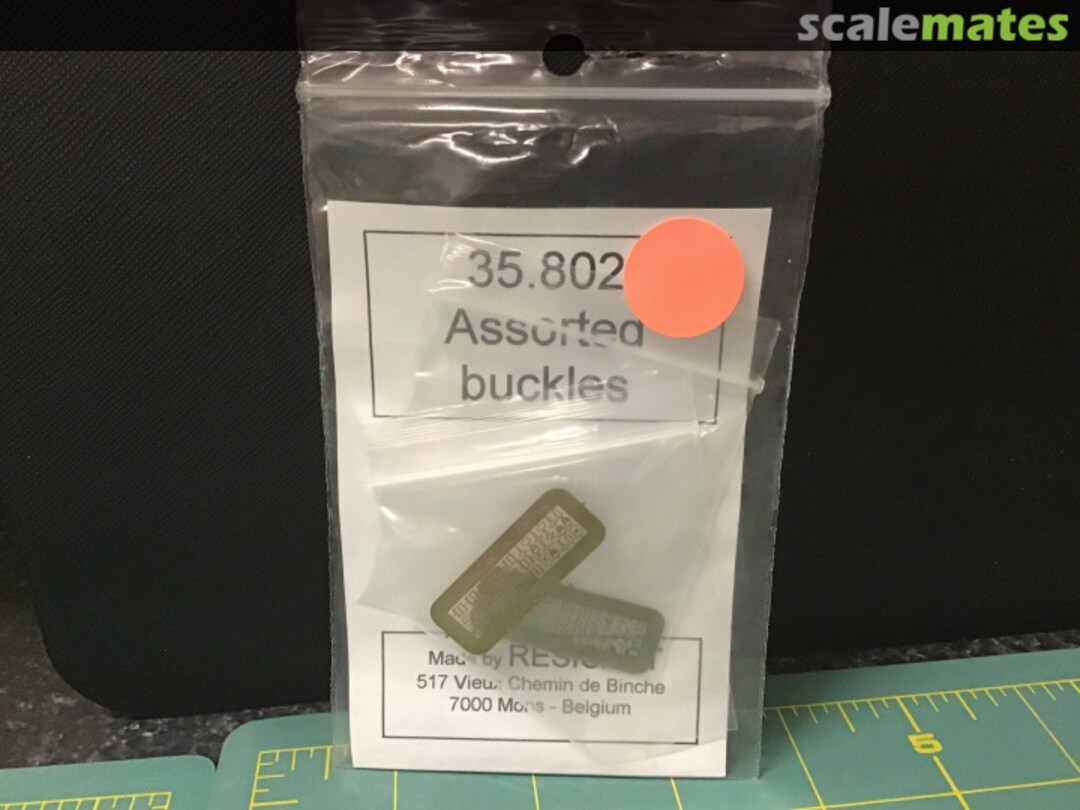 scalemates
35.802
Assorted
buckles
Made by
517 Vieux Chemin de Binche
7000 Mons - Belgium
5